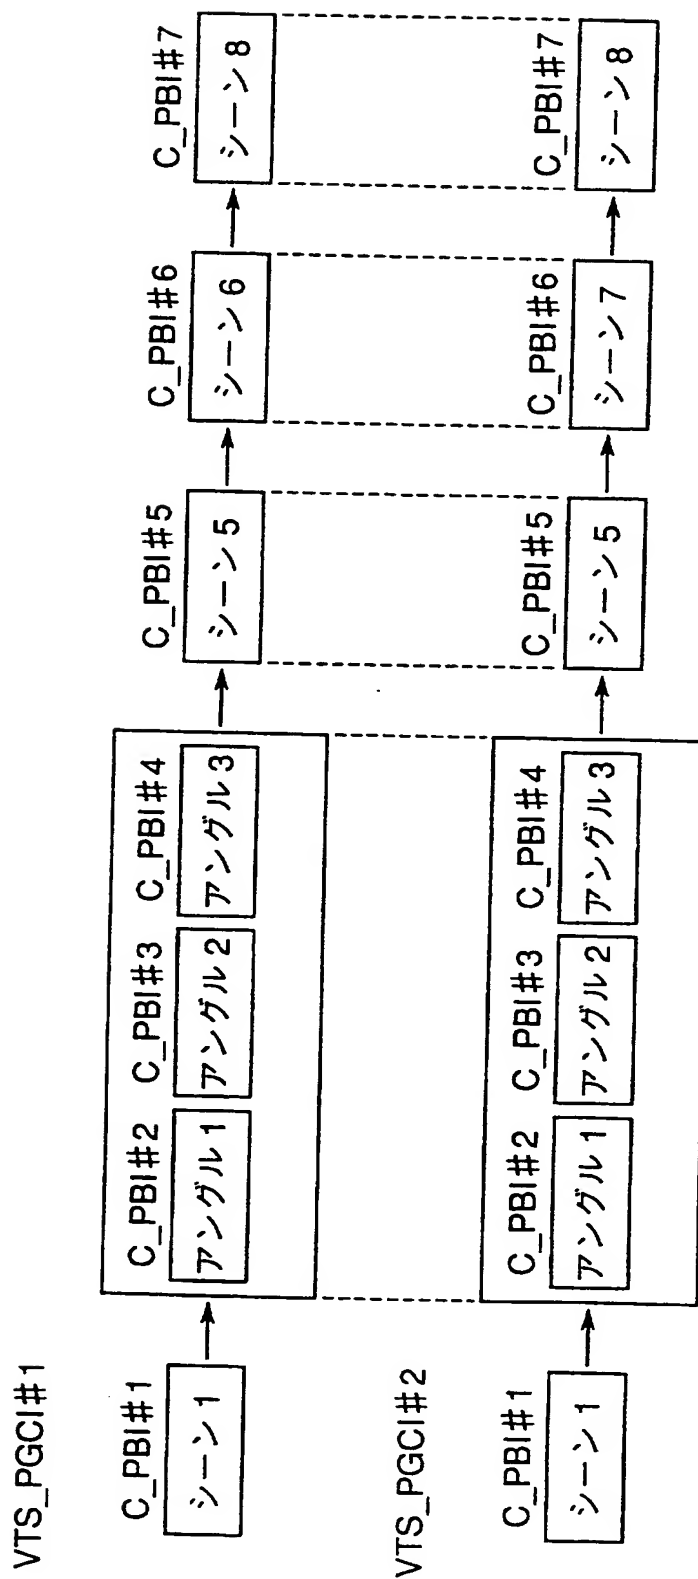 VTS_PGCI#1
C_PBI#1
シーン1
C_PBI#2
アングル1
C_PBI#3
アングル2
C_PBI#4
アングル3
C_PBI#5
シーン5
C_PBI#6
シーン6
C_PBI#7
シーン8
VTS_PGCI#2
C_PBI#1
シーン1
C_PBI#2
アングル1
C_PBI#3
アングル2
C_PBI#4
アングル3
C_PBI#5
シーン5
C_PBI#6
シーン7
C_PBI#7
シーン8